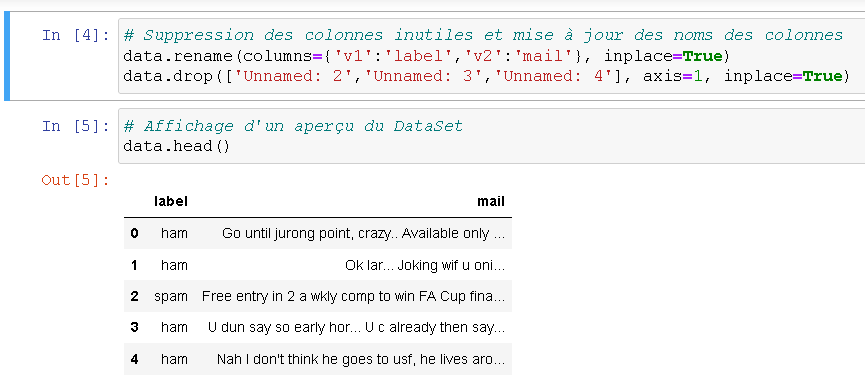 In [4]: # Suppression des colonnes inutiles et mise à jour des noms des colonnes
data.rename(columns={'v1':'label','v2':'mail'}, inplace=True)
data.drop(['Unnamed: 2','Unnamed: 3','Unnamed: 4'], axis=1, inplace=True)
In [5]: # Affichage d'un aperçu du DataSet
data.head()
Out[5]:
label mail
0 ham Go until jurong point, crazy.. Available only ...
1 ham Ok lar... Joking wif u oni...
2 spam Free entry in 2 a wkly comp to win FA Cup fina...
3 ham U dun say so early hor... U c already then say...
4 ham Nah I don't think he goes to usf, he lives aro...